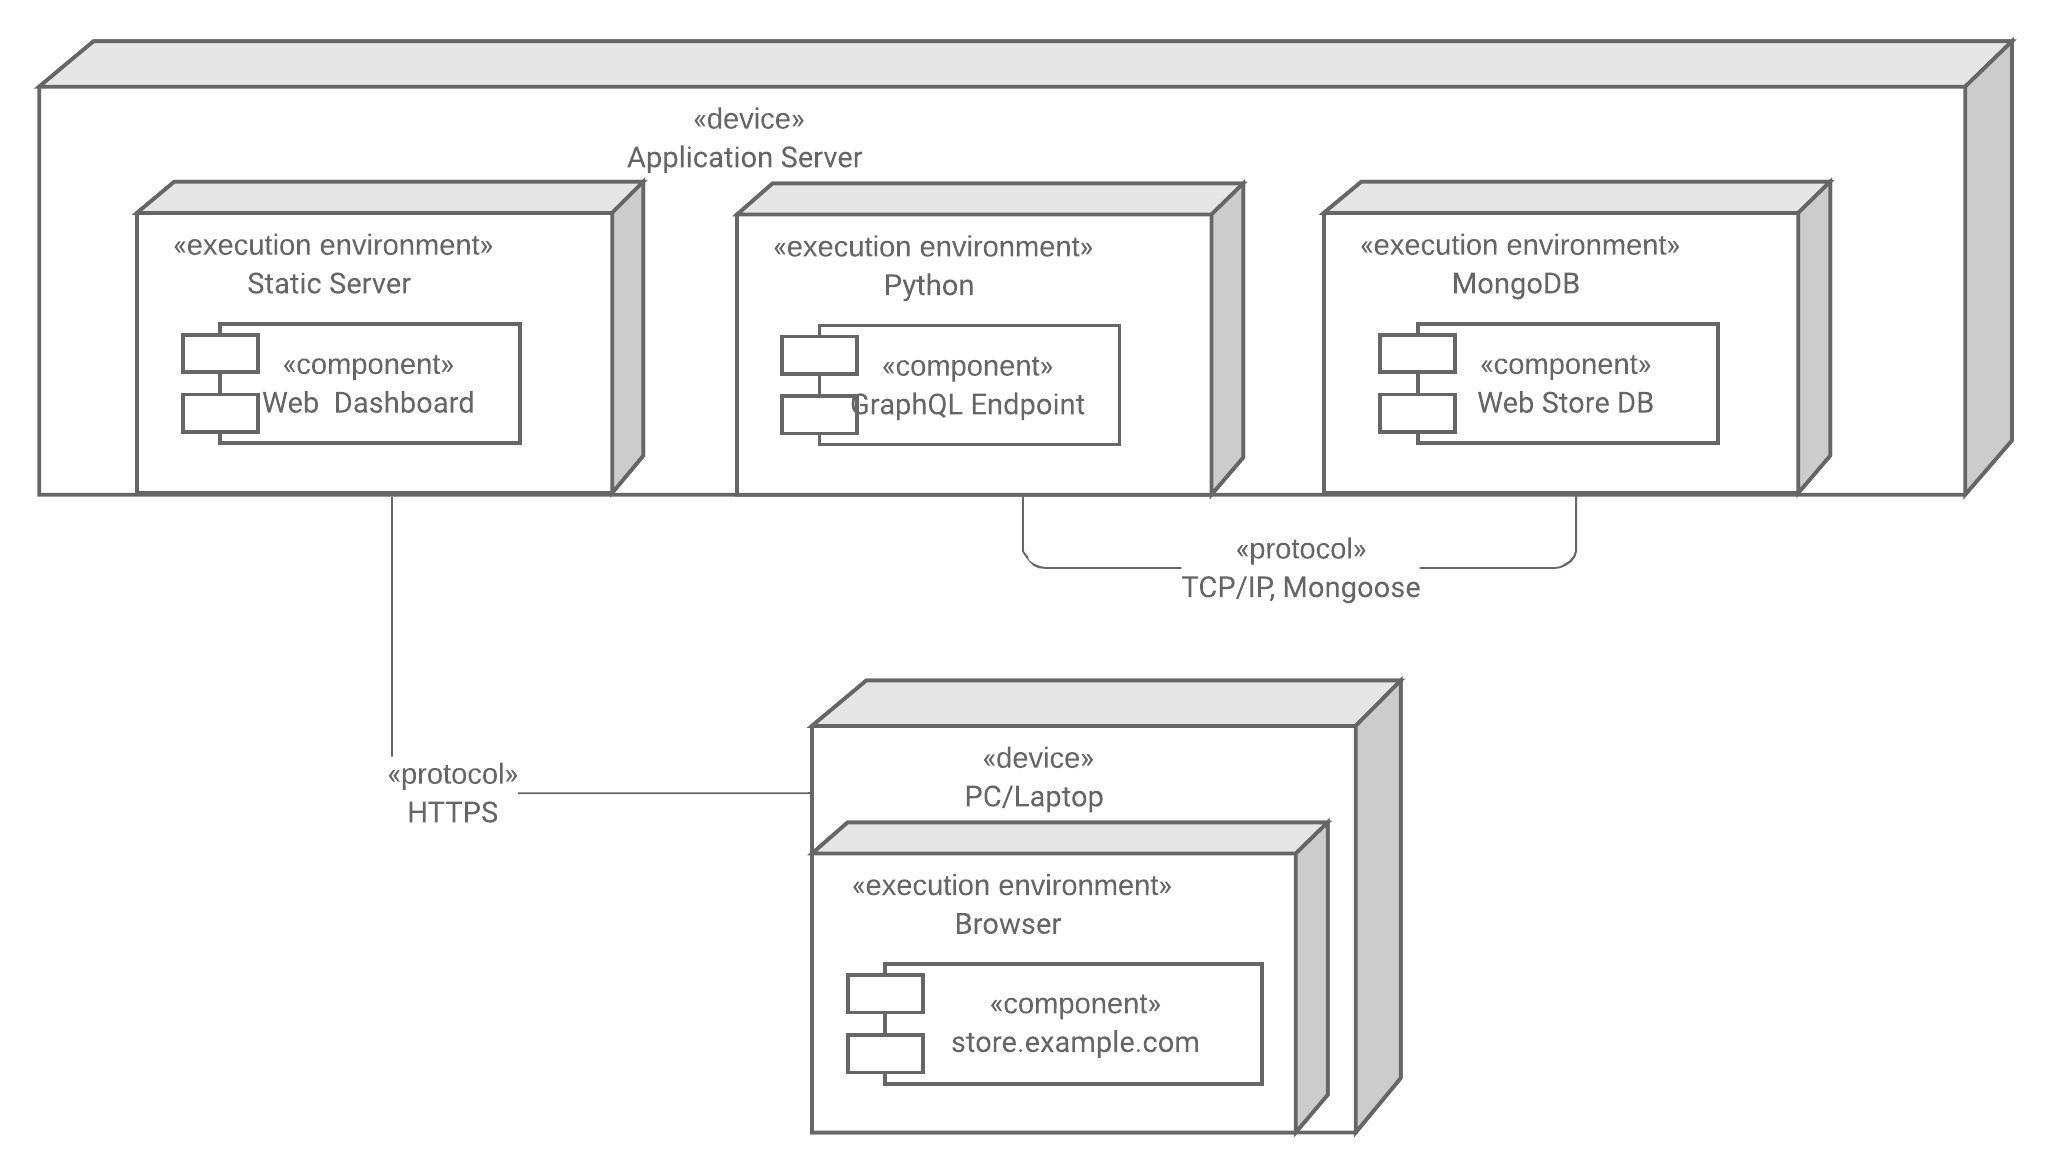 «device»
Application Server
«execution environment»
Static Server
«component»
Web  Dashboard
«execution environment»
Python
«component»
GraphQL Endpoint
«execution environment»
MongoDB
«component»
Web Store DB
«protocol»
TCP/IP, Mongoose
«protocol»
HTTPS
«device»
PC/Laptop
«execution environment»
Browser
«component»
store.example.com